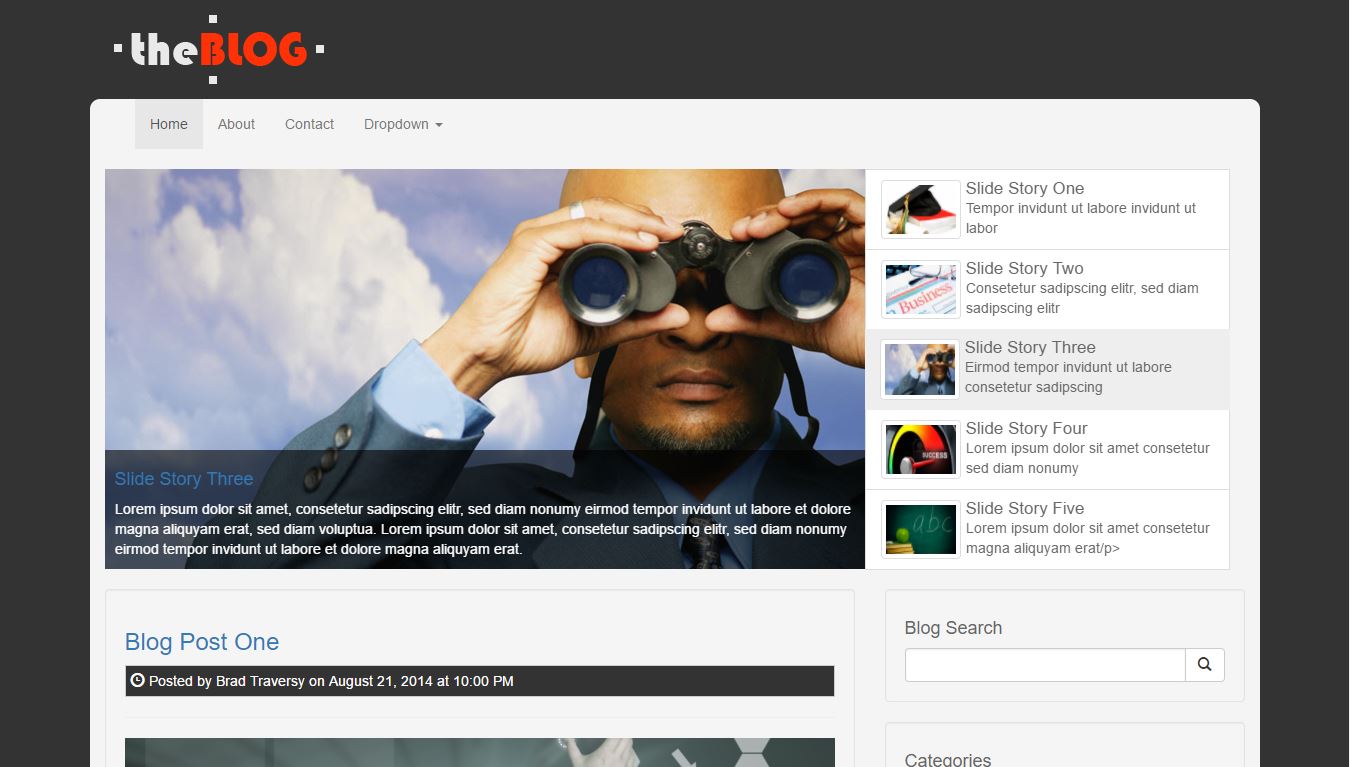 theBLOG
Home About Contact Dropdown
Slide Story Three
Lorem ipsum dolor sit amet, consetetur sadipscing elitr, sed diam nonumy eirmod tempor invidunt ut labore et dolore
magna aliquyam erat, sed diam voluptua. Lorem ipsum dolor sit amet, consetetur sadipscing elitr, sed diam nonumy
eirmod tempor invidunt ut labore et dolore magna aliquyam erat.
Slide Story One
Tempor invidunt ut labore invidunt ut
labor
Slide Story Two
Consetetur sadipscing elitr, sed diam
sadipscing elitr
Business
Slide Story Three
Eirmod tempor invidunt ut labore
consetetur sadipscing
Slide Story Four
Lorem ipsum dolor sit amet consetetur
sed diam nonumy
SUCCESS
Slide Story Five
Lorem ipsum dolor sit amet consetetur
magna aliquyam erat/p>
abc
Blog Post One
Posted by Brad Traversy on August 21, 2014 at 10:00 PM
Blog Search
Categories